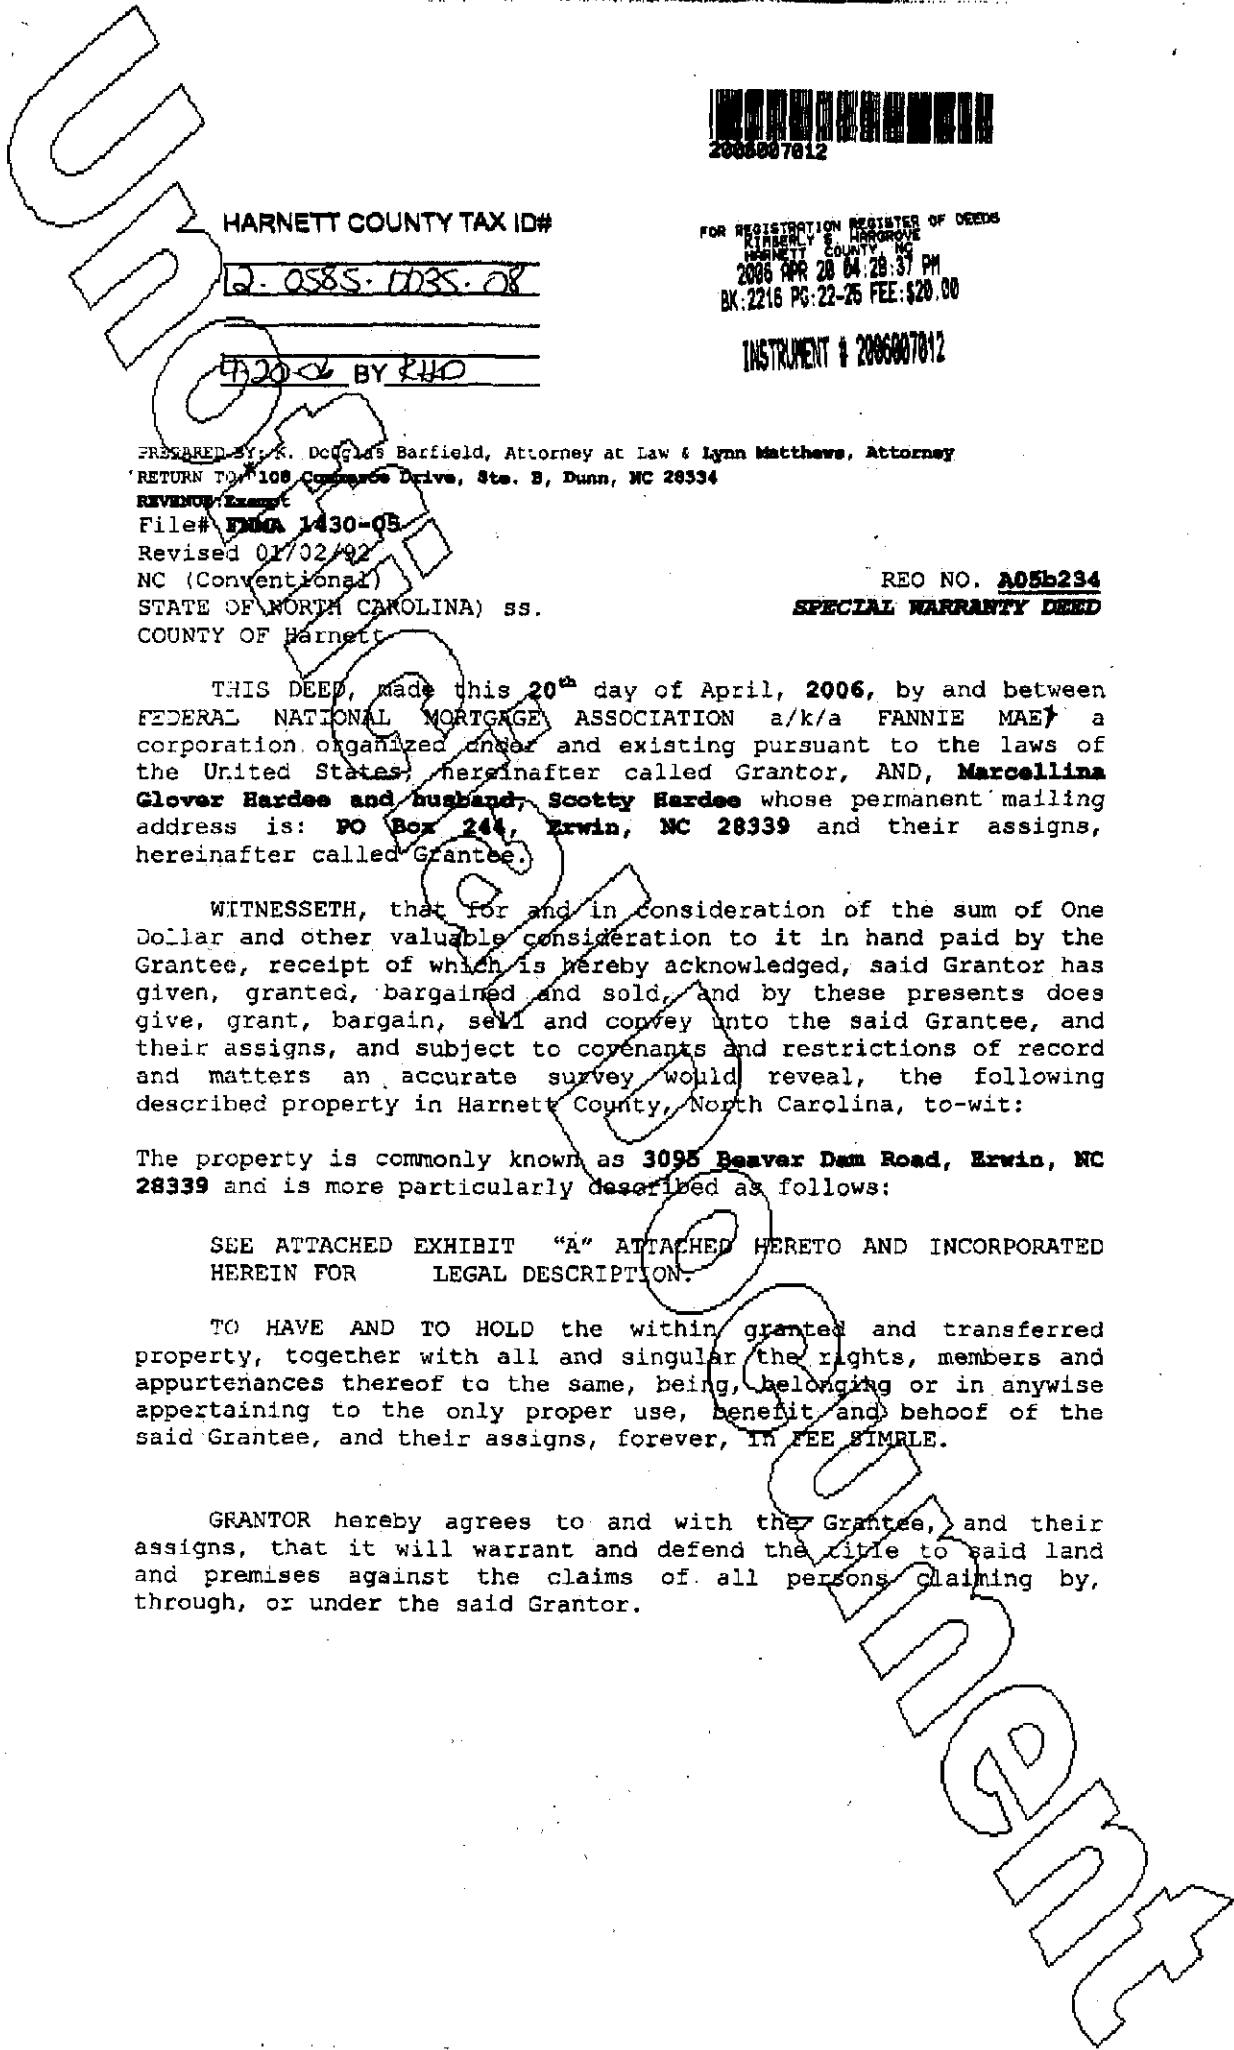 2006007012
HARNETT COUNTY TAX ID#
12-0585-0035-08
4-20-06 BY KHO
FOR REGISTRATION REGISTER OF DEEDS
KIMBERLY S. HARGROVE
HARNETT COUNTY, NC
2006 APR 20 04:29:37 PM
BK:2216 PG:22-25 FEE:$20.00
INSTRUMENT # 2006007012
PREPARED BY: K. Douglas Barfield, Attorney at Law & Lynn Matthews, Attorney
RETURN TO: 108 Commerce Drive, Ste. B, Dunn, NC 28334
REVENUE:Exempt
File# FNMA 1430-05
Revised 01/02/92
NC (Conventional)
REO NO. A05b234
STATE OF NORTH CAROLINA) ss.
SPECIAL WARRANTY DEED
COUNTY OF Harnett
THIS DEED, made this 20th day of April, 2006, by and between
FEDERAL NATIONAL MORTGAGE ASSOCIATION a/k/a FANNIE MAE, a
corporation organized under and existing pursuant to the laws of
the United States, hereinafter called Grantor, AND, Marcellina
Glover Hardee and husband, Scotty Hardee whose permanent mailing
address is: PO Box 244, Erwin, NC 28339 and their assigns,
hereinafter called Grantee.
WITNESSETH, that for and in consideration of the sum of One
Dollar and other valuable consideration to it in hand paid by the
Grantee, receipt of which is hereby acknowledged, said Grantor has
given, granted, bargained and sold, and by these presents does
give, grant, bargain, sell and convey unto the said Grantee, and
their assigns, and subject to covenants and restrictions of record
and matters an accurate survey would reveal, the following
described property in Harnett County, North Carolina, to-wit:
The property is commonly known as 3095 Beaver Dam Road, Erwin, NC
28339 and is more particularly described as follows:
SEE ATTACHED EXHIBIT "A" ATTACHED HERETO AND INCORPORATED
HEREIN FOR LEGAL DESCRIPTION.
TO HAVE AND TO HOLD the within granted and transferred
property, together with all and singular the rights, members and
appurtenances thereof to the same, being, belonging or in anywise
appertaining to the only proper use, benefit and behoof of the
said Grantee, and their assigns, forever, in FEE SIMPLE.
GRANTOR hereby agrees to and with the Grantee, and their
assigns, that it will warrant and defend the title to said land
and premises against the claims of all persons claiming by,
through, or under the said Grantor.
Unofficial Document